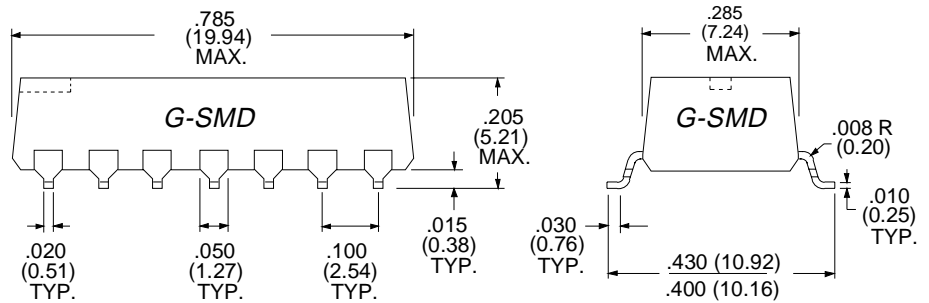 .785
(19.94)
MAX.
G-SMD
.205
(5.21)
MAX.
.020
(0.51)
TYP.
.050
(1.27)
TYP.
.100
(2.54)
TYP.
.015
(0.38)
TYP.
.285
(7.24)
MAX.
G-SMD
.008 R
(0.20)
.030
(0.76)
TYP.
.010
(0.25)
TYP.
.430 (10.92)
.400 (10.16)